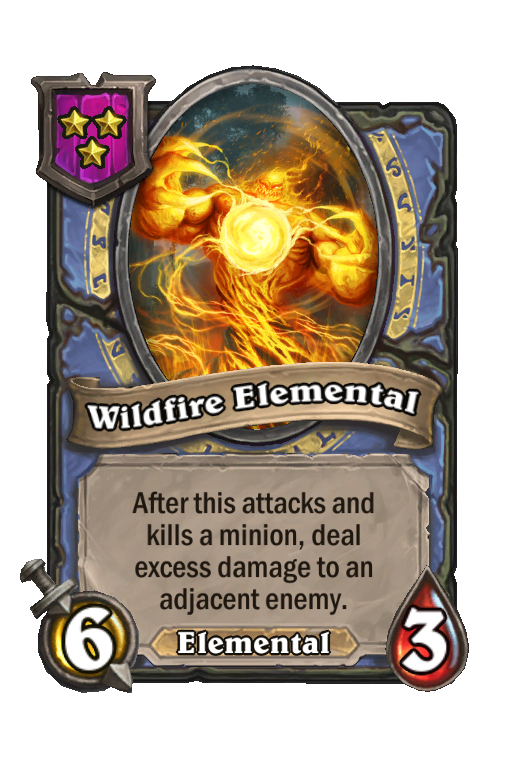 Wildfire Elemental
After this attacks and
kills a minion, deal
excess damage to an
adjacent enemy.
6
Elemental
3